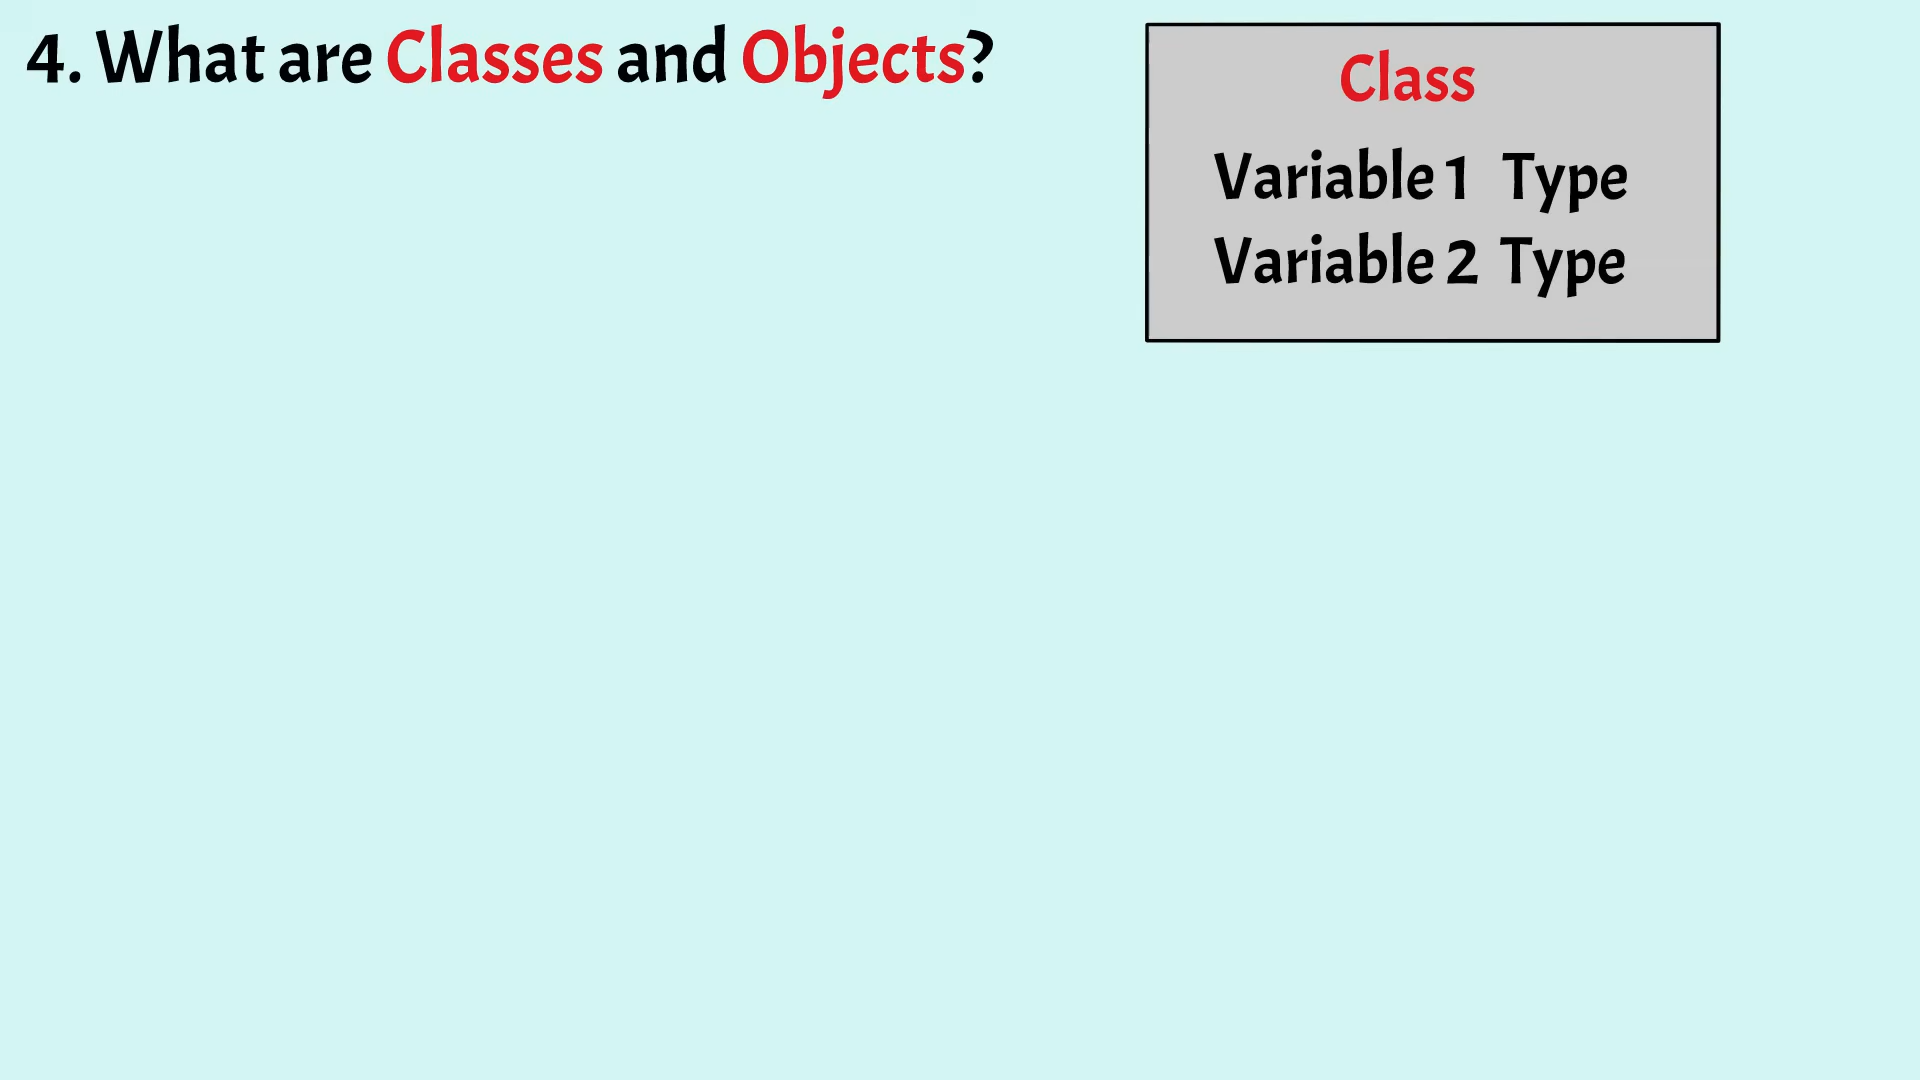 4. What are Classes and Objects?
Class
Variable 1 Type
Variable 2 Type